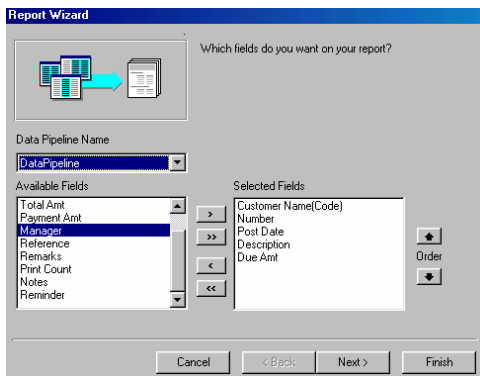 Report Wizard
Which fields do you want on your report?
Data Pipeline Name
DataPipeline
Available Fields
Total Amt
Payment Amt
Manager
Reference
Remarks
Print Count
Notes
Reminder
>
>>
<
<<
Selected Fields
Customer Name(Code)
Number
Post Date
Description
Due Amt
Order
Cancel
< Back
Next >
Finish